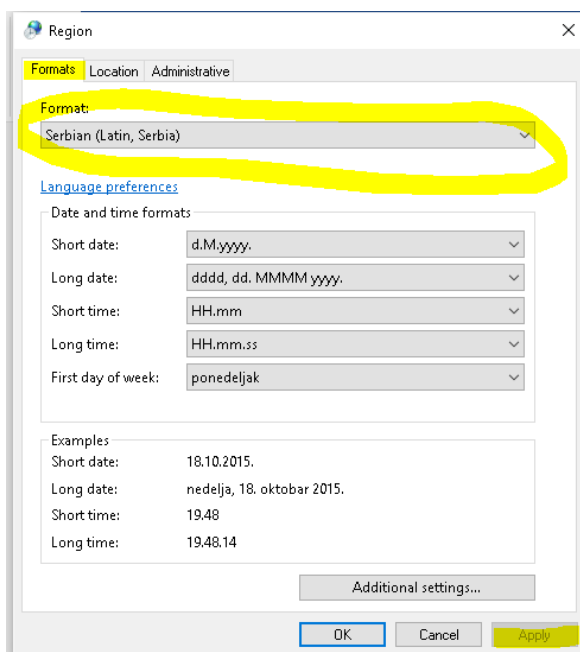 Region
Formats Location Administrative
Format:
Serbian (Latin, Serbia)
Language preferences
Date and time formats
Short date: d.M.yyyy.
Long date: dddd, dd. MMMM yyyy.
Short time: HH.mm
Long time: HH.mm.ss
First day of week: ponedeljak
Examples
Short date: 18.10.2015.
Long date: nedelja, 18. oktobar 2015.
Short time: 19.48
Long time: 19.48.14
Additional settings...
OK Cancel Apply